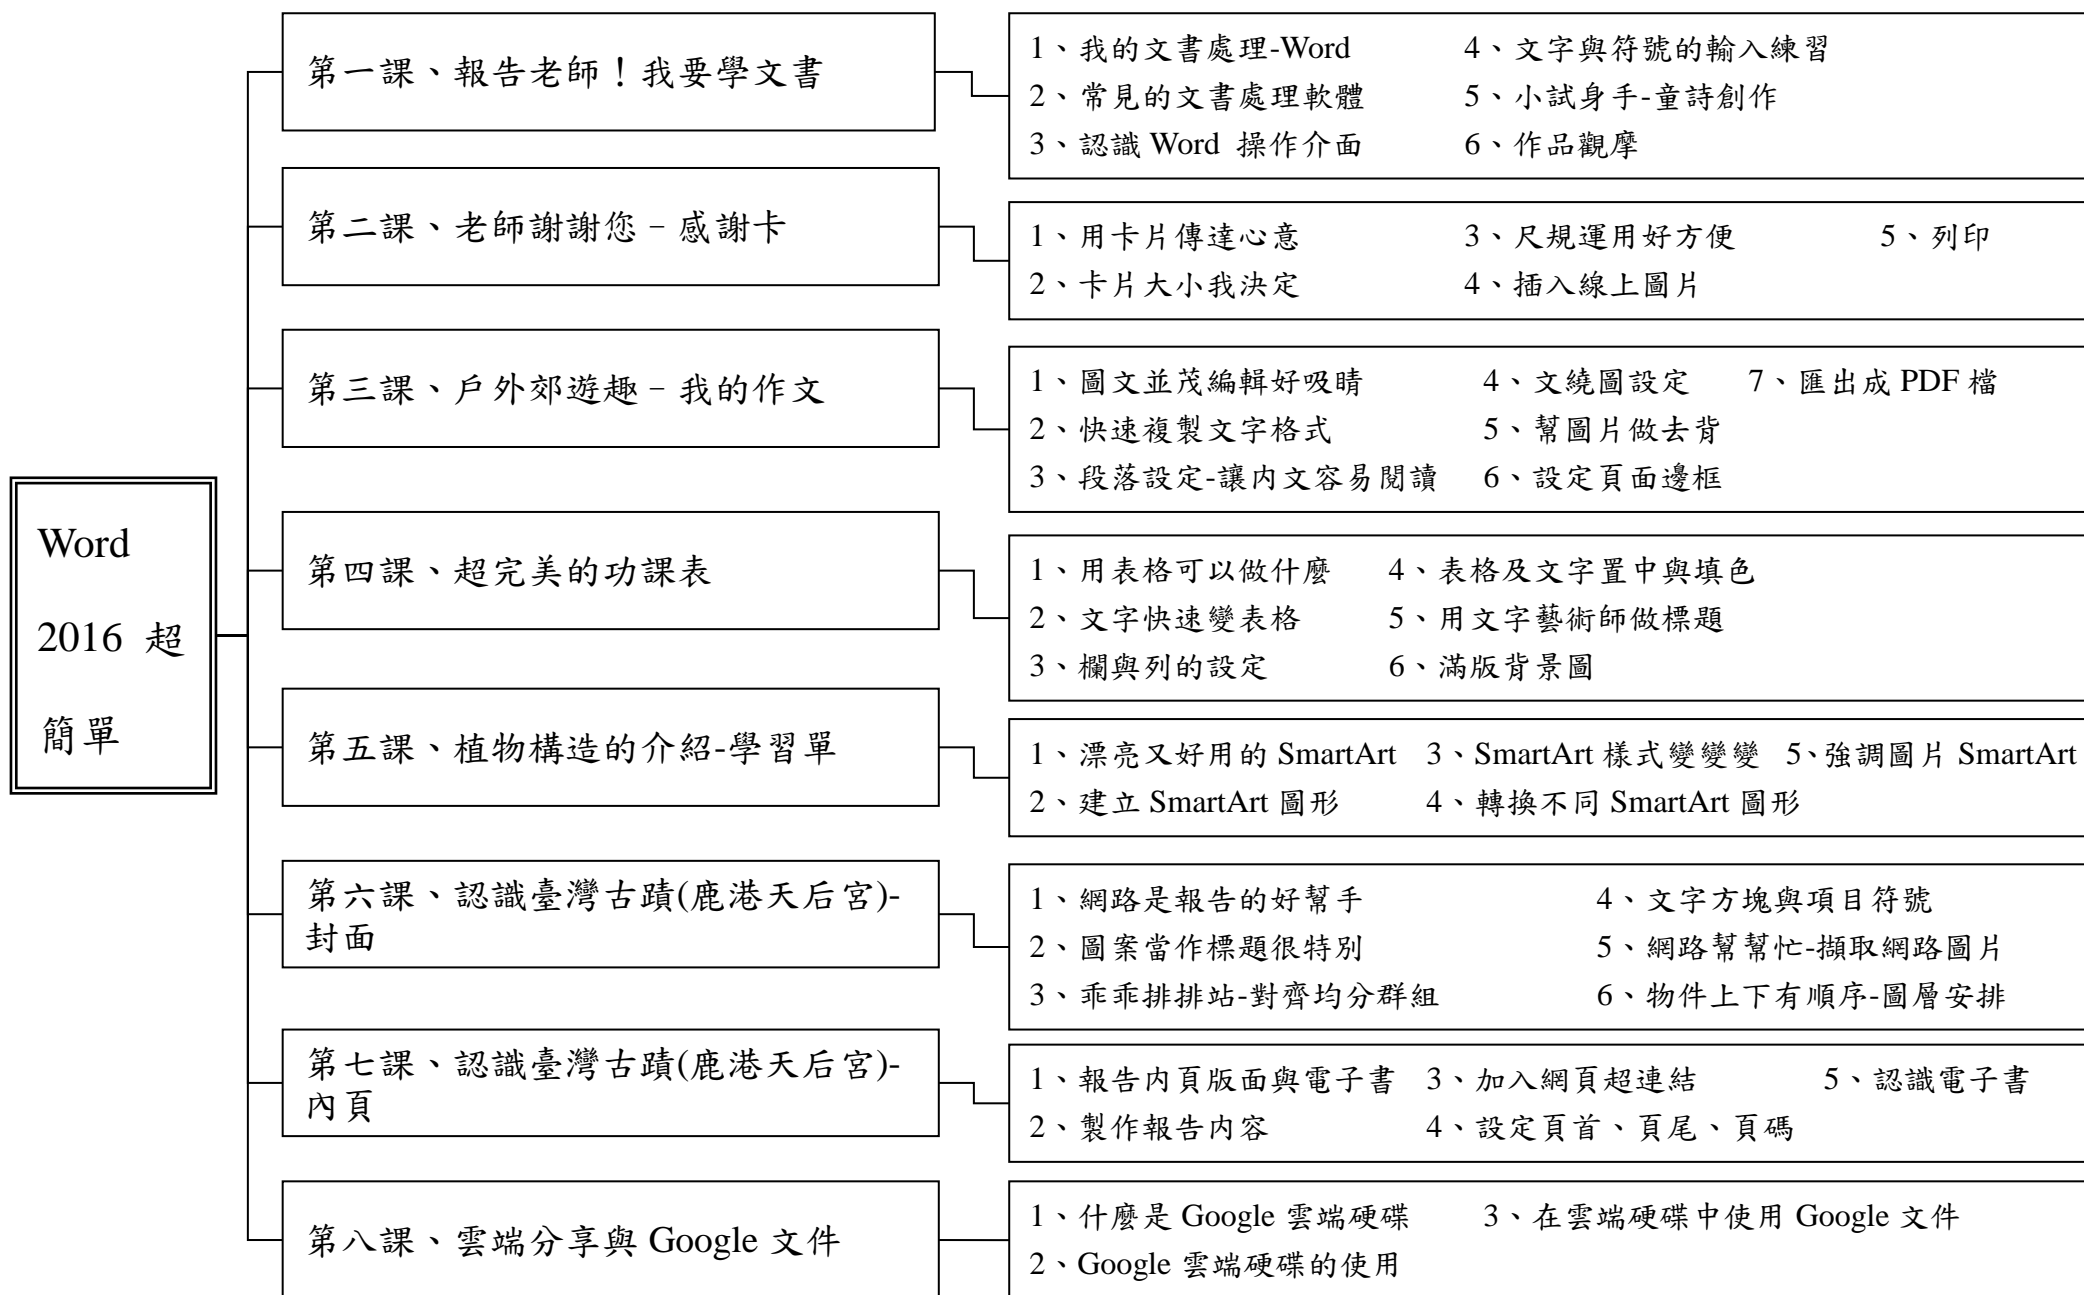 Word
2016 超
簡單
第一課、報告老師！我要學文書
1、我的文書處理-Word 4、文字與符號的輸入練習
2、常見的文書處理軟體 5、小試身手-童詩創作
3、認識 Word 操作介面 6、作品觀摩
第二課、老師謝謝您－感謝卡
1、用卡片傳達心意 3、尺規運用好方便 5、列印
2、卡片大小我決定 4、插入線上圖片
第三課、戶外郊遊趣－我的作文
1、圖文並茂編輯好吸睛 4、文繞圖設定 7、匯出成 PDF 檔
2、快速複製文字格式 5、幫圖片做去背
3、段落設定-讓內文容易閱讀 6、設定頁面邊框
第四課、超完美的功課表
1、用表格可以做什麼 4、表格及文字置中與填色
2、文字快速變表格 5、用文字藝術師做標題
3、欄與列的設定 6、滿版背景圖
第五課、植物構造的介紹-學習單
1、漂亮又好用的 SmartArt 3、SmartArt 樣式變變變 5、強調圖片 SmartArt
2、建立 SmartArt 圖形 4、轉換不同 SmartArt 圖形
第六課、認識臺灣古蹟(鹿港天后宮)-
封面
1、網路是報告的好幫手 4、文字方塊與項目符號
2、圖案當作標題很特別 5、網路幫幫忙-擷取網路圖片
3、乖乖排排站-對齊均分群組 6、物件上下有順序-圖層安排
第七課、認識臺灣古蹟(鹿港天后宮)-
內頁
1、報告內頁版面與電子書 3、加入網頁超連結 5、認識電子書
2、製作報告內容 4、設定頁首、頁尾、頁碼
第八課、雲端分享與 Google 文件
1、什麼是 Google 雲端硬碟 3、在雲端硬碟中使用 Google 文件
2、Google 雲端硬碟的使用